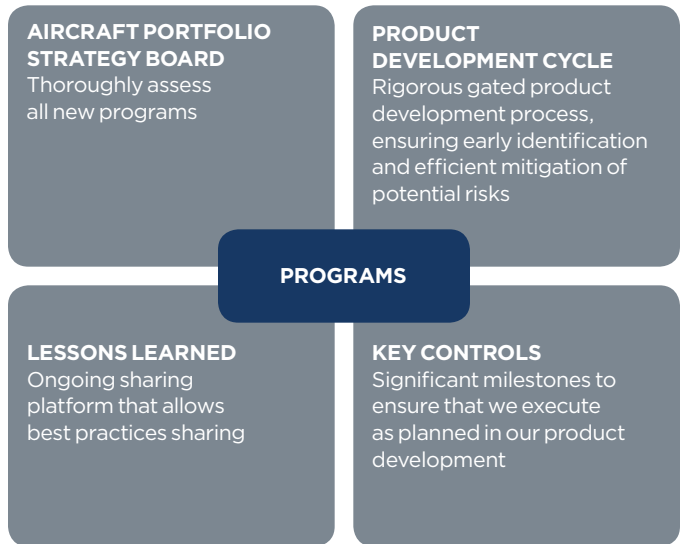 AIRCRAFT PORTFOLIO
STRATEGY BOARD
Thoroughly assess
all new programs
PRODUCT
DEVELOPMENT CYCLE
Rigorous gated product
development process,
ensuring early identification
and efficient mitigation of
potential risks
PROGRAMS
LESSONS LEARNED
Ongoing sharing
platform that allows
best practices sharing
KEY CONTROLS
Significant milestones to
ensure that we execute
as planned in our product
development